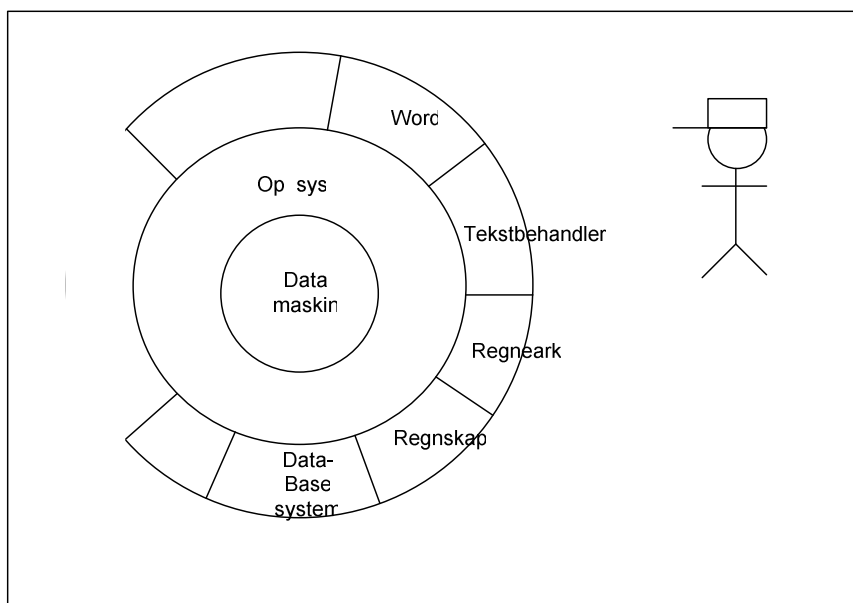 Word
Op sys
Tekstbehandler
Data
maskin
Regneark
Regnskap
Data-
Base
system